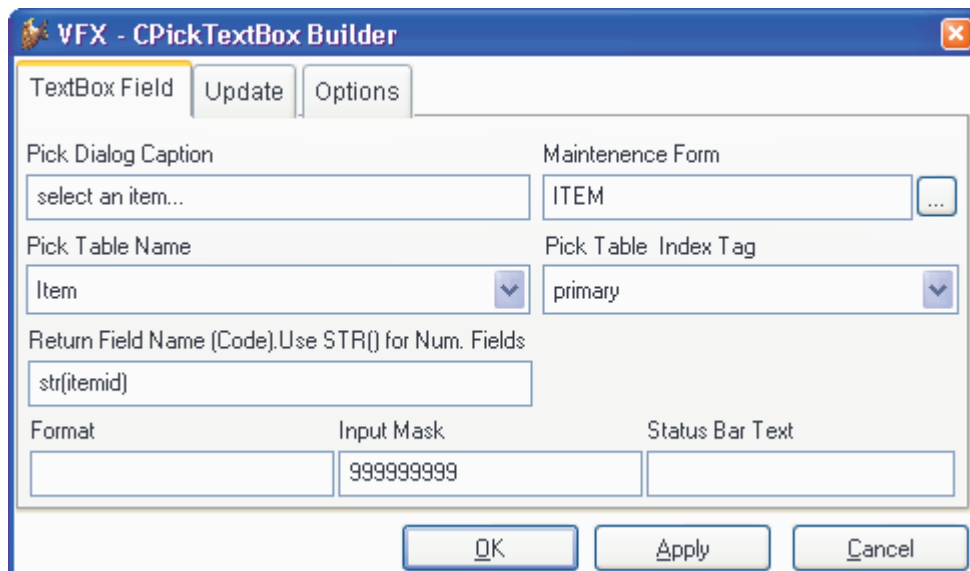 VFX - CPickTextBox Builder
TextBox Field Update Options
Pick Dialog Caption Maintenence Form
select an item... ITEM ...
Pick Table Name Pick Table Index Tag
Item primary
Return Field Name (Code).Use STR() for Num. Fields
str(itemid)
Format Input Mask Status Bar Text
999999999
OK Apply Cancel